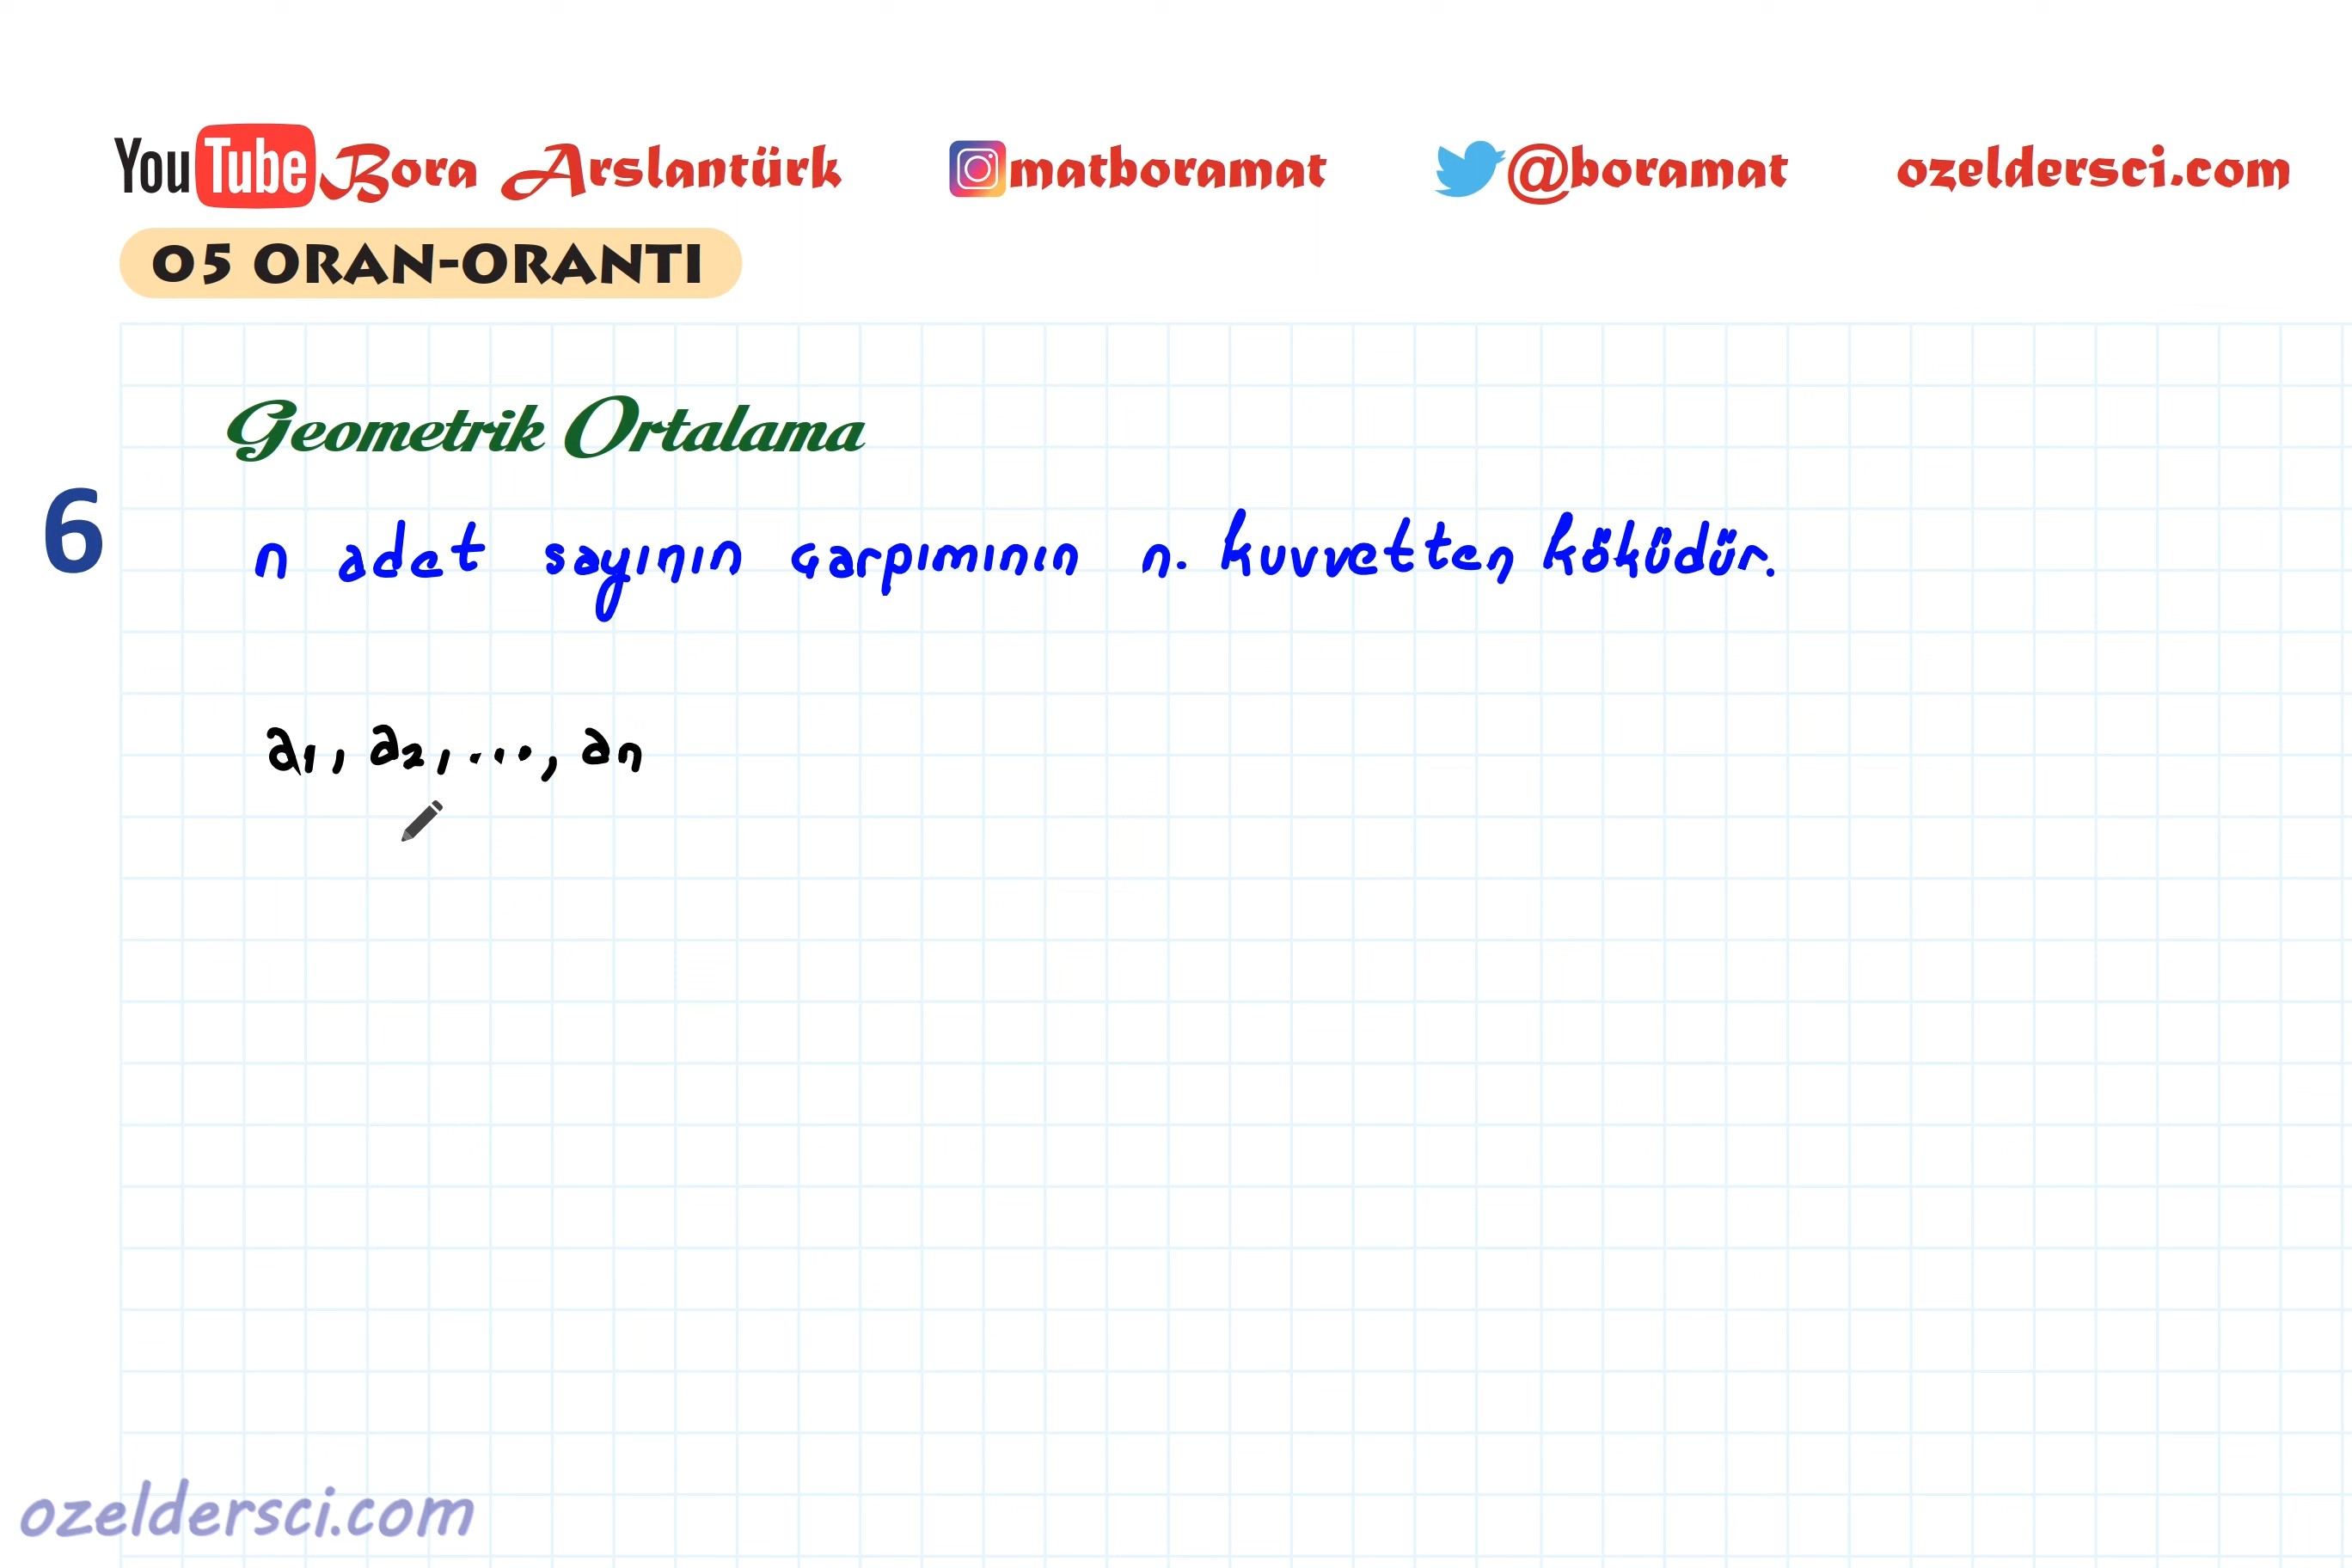 YouTube Bora Arslantürk matboramat @boramat ozeldersci.com
05 ORAN-ORANTI
Geometrik Ortalama
6
n adet sayının çarpımının n. kuvvetten köküdür.
a1, a2, ..., an
ozeldersci.com